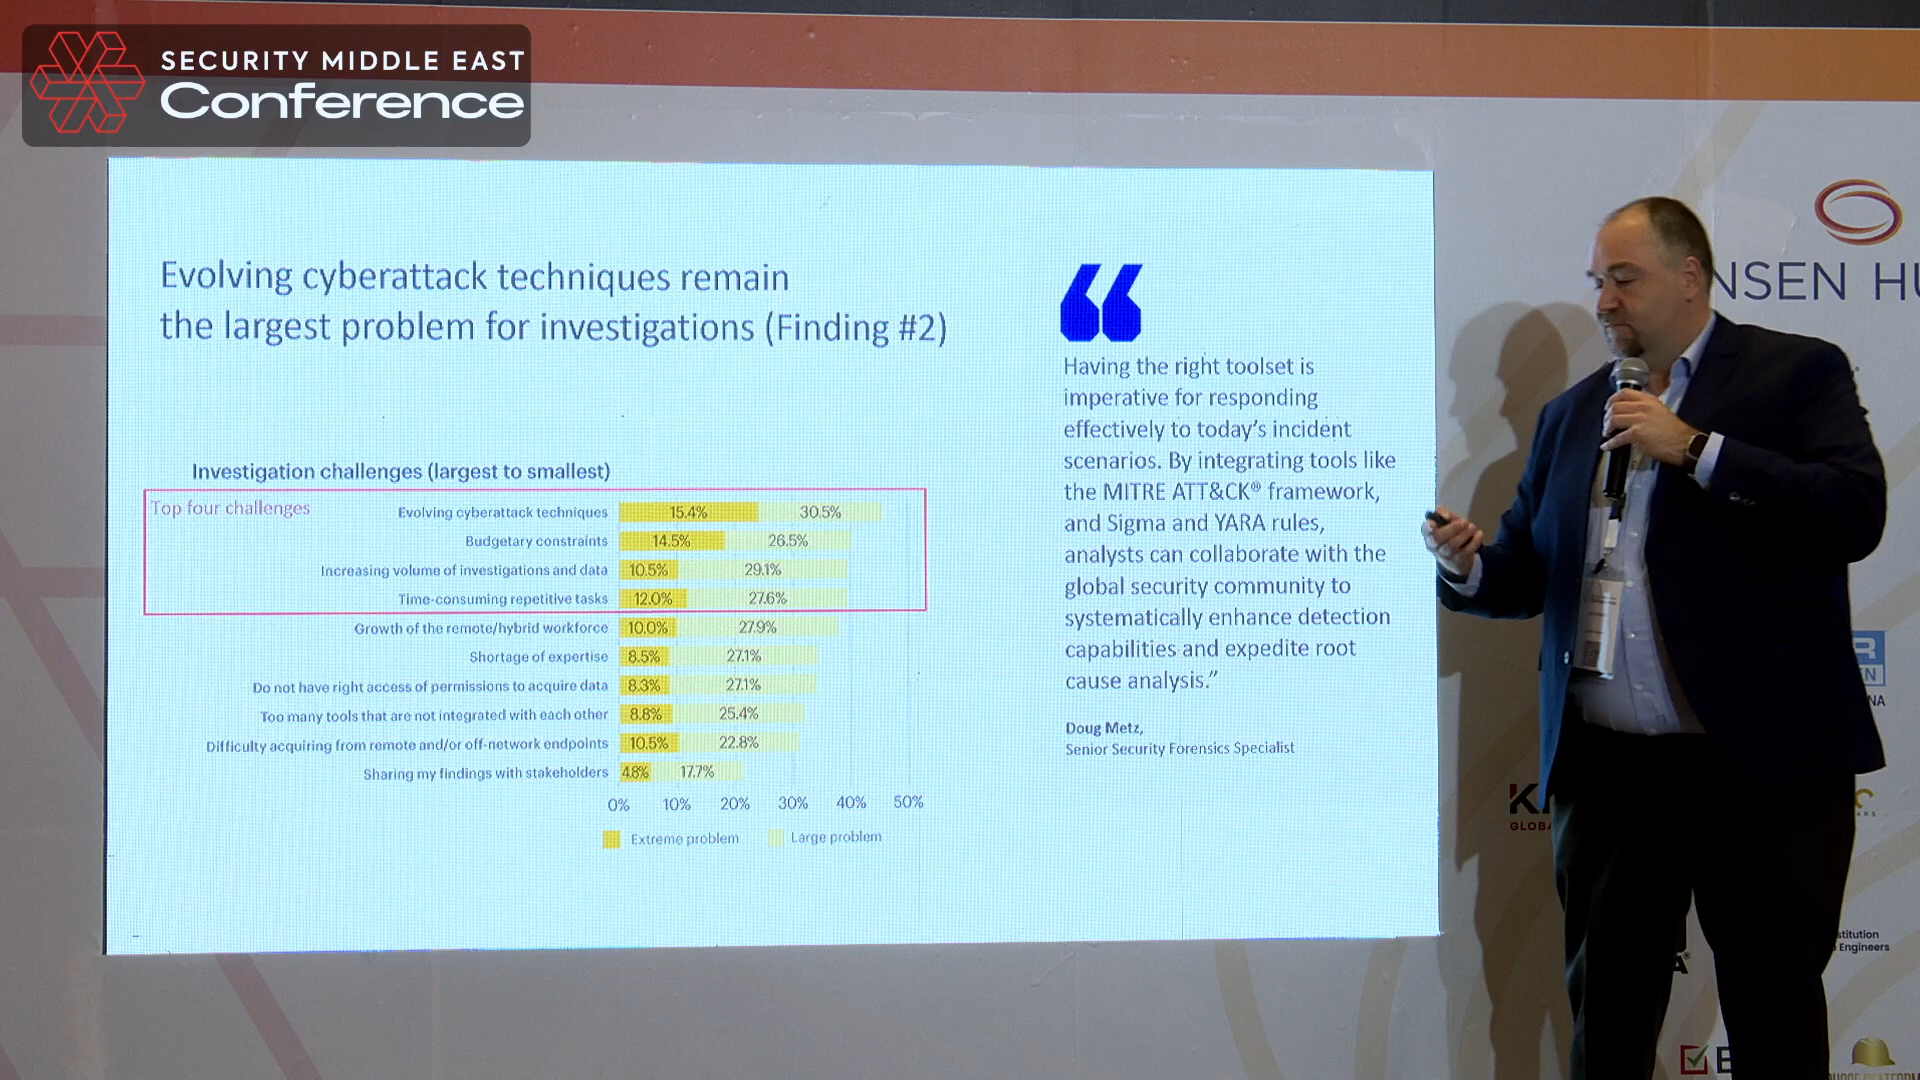 SECURITY MIDDLE EAST
Conference
Evolving cyberattack techniques remain
the largest problem for investigations (Finding #2)
Investigation challenges (largest to smallest)
Top four challenges
Evolving cyberattack techniques 15.4% 30.5%
Budgetary constraints 14.5% 26.5%
Increasing volume of investigations and data 10.5% 29.1%
Time-consuming repetitive tasks 12.0% 27.6%
Growth of the remote/hybrid workforce 10.0% 27.9%
Shortage of expertise 8.5% 27.1%
Do not have right access of permissions to acquire data 8.3% 27.1%
Too many tools that are not integrated with each other 8.8% 25.4%
Difficulty acquiring from remote and/or off-network endpoints 10.5% 22.8%
Sharing my findings with stakeholders 4.8% 17.7%
0% 10% 20% 30% 40% 50%
Extreme problem Large problem
“
Having the right toolset is
imperative for responding
effectively to today's incident
scenarios. By integrating tools like
the MITRE ATT&CK® framework,
and Sigma and YARA rules,
analysts can collaborate with the
global security community to
systematically enhance detection
capabilities and expedite root
cause analysis.”
Doug Metz,
Senior Security Forensics Specialist
NSEN HU
R
N
NA
K
GLOBA
C
stitution
Engineers
A®
E